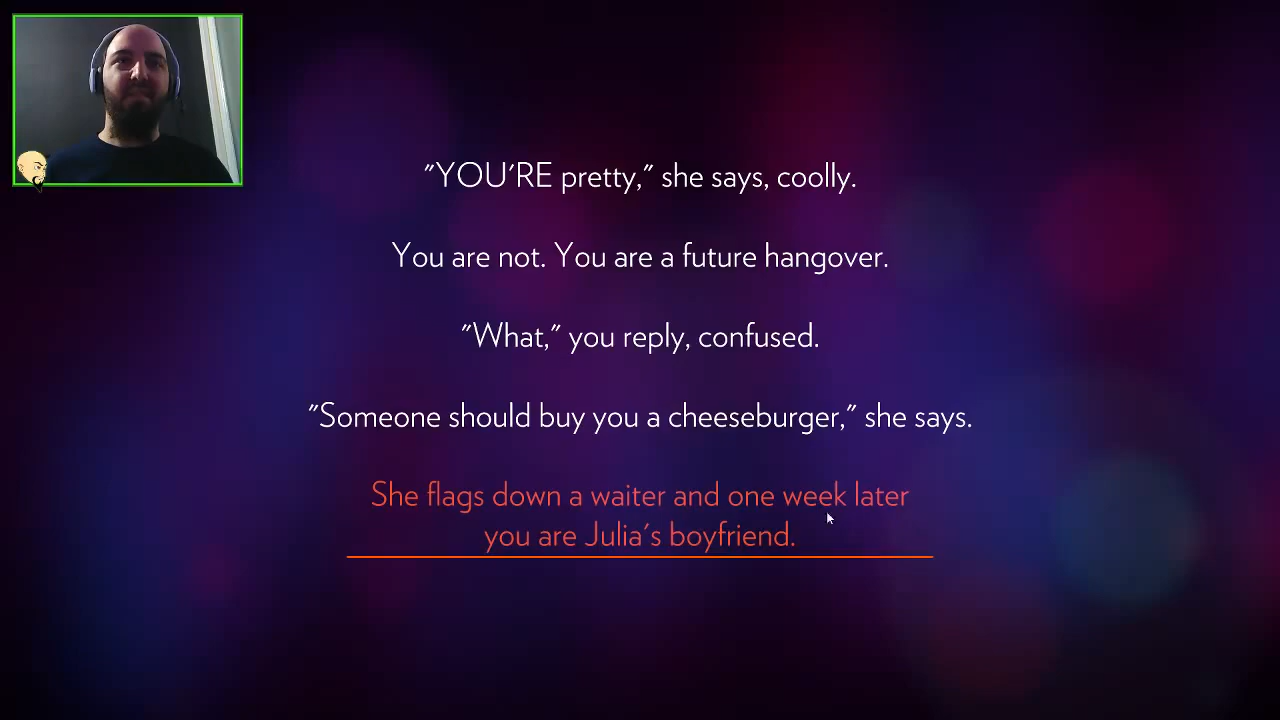 "YOU'RE pretty," she says, coolly.
You are not. You are a future hangover.
"What," you reply, confused.
"Someone should buy you a cheeseburger," she says.
She flags down a waiter and one week later
you are Julia's boyfriend.